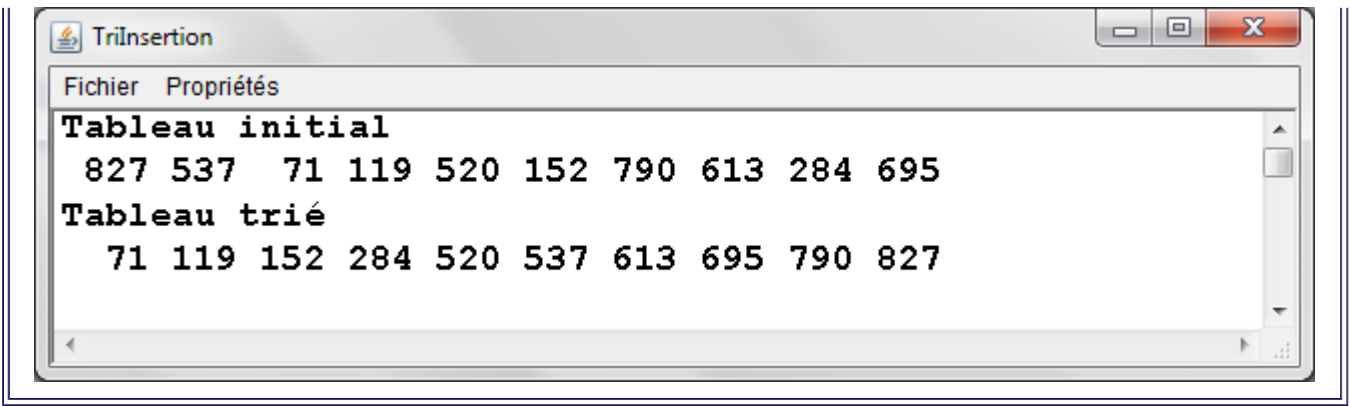 TriInsertion
Fichier Propriétés
Tableau initial
827 537 71 119 520 152 790 613 284 695
Tableau trié
71 119 152 284 520 537 613 695 790 827